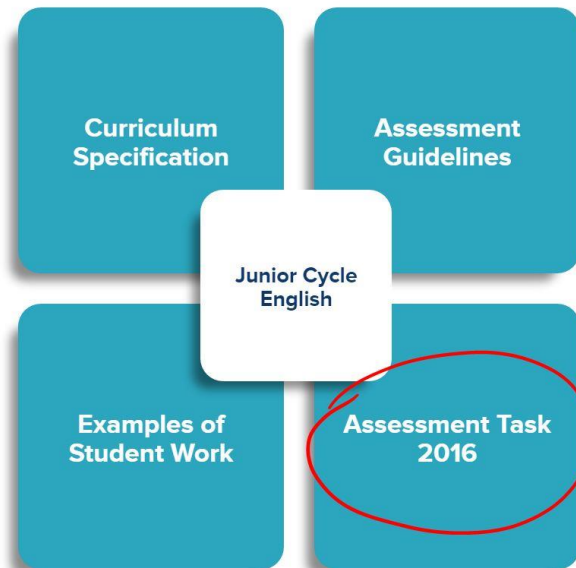 Curriculum
Specification
Assessment
Guidelines
Junior Cycle
English
Examples of
Student Work
Assessment Task
2016